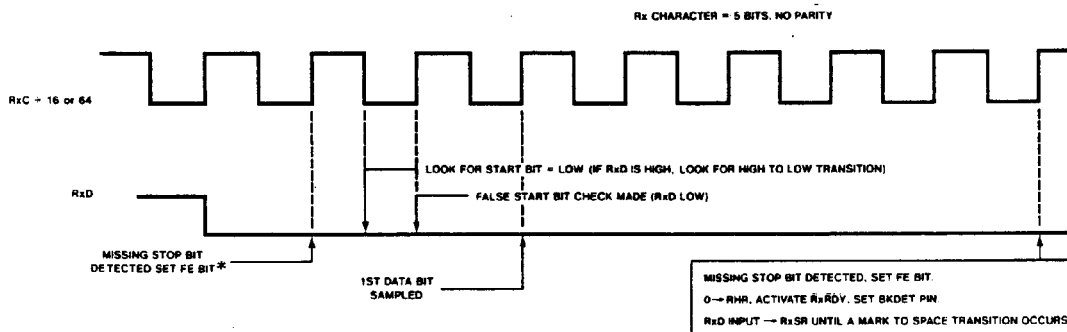 Rx CHARACTER = 5 BITS, NO PARITY
RxC ÷ 16 or 64
LOOK FOR START BIT = LOW (IF RxD IS HIGH, LOOK FOR HIGH TO LOW TRANSITION)
RxD
FALSE START BIT CHECK MADE (RxD LOW)
MISSING STOP BIT
DETECTED SET FE BIT*
1ST DATA BIT
SAMPLED
MISSING STOP BIT DETECTED, SET FE BIT.
0→RHR, ACTIVATE R̄xR̄DY, SET BKDET PIN.
RxD INPUT → RxSR UNTIL A MARK TO SPACE TRANSITION OCCURS